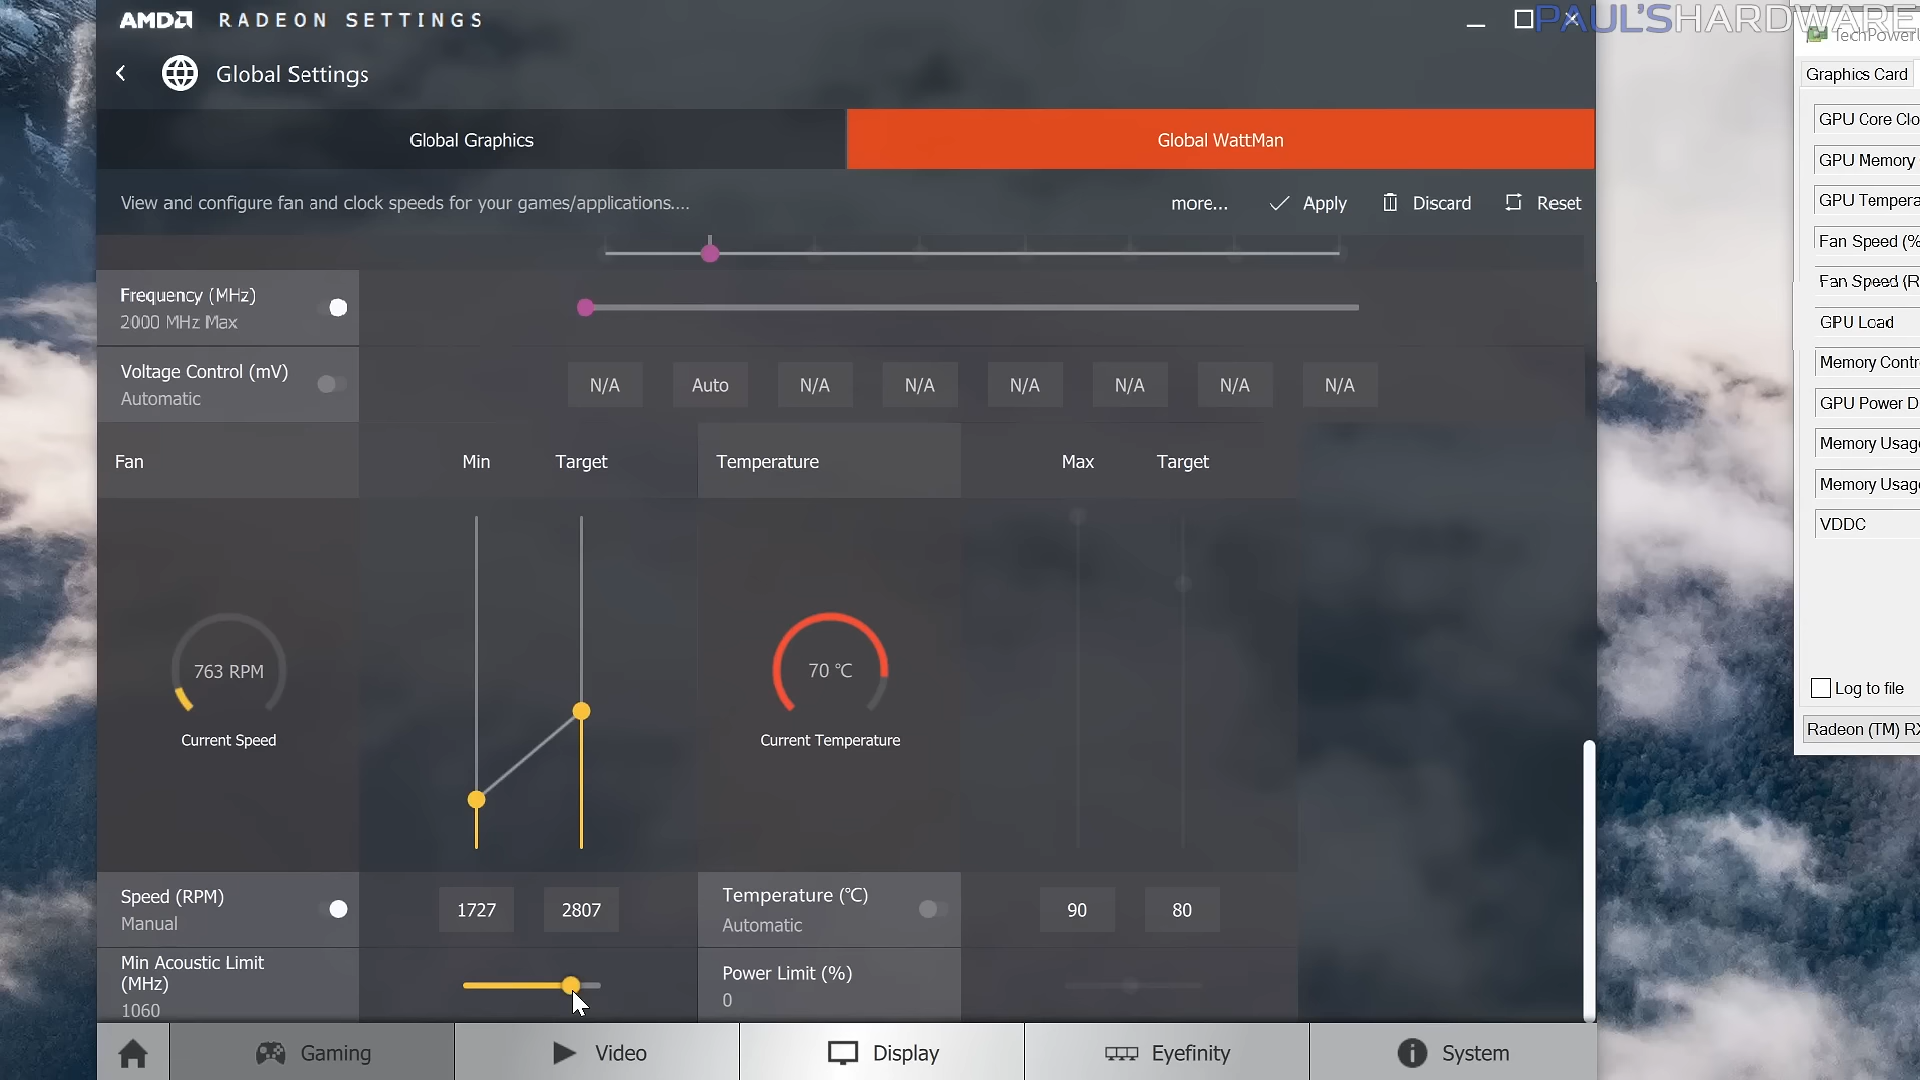 AMD RADEON SETTINGS
PAUL'SHARDWARE
Global Settings
Graphics Card
Global Graphics
Global WattMan
View and configure fan and clock speeds for your games/applications....
more...
Apply
Discard
Reset
Frequency (MHz)
2000 MHz Max
Voltage Control (mV)
Automatic
N/A
Auto
N/A
N/A
N/A
N/A
N/A
N/A
Fan
Min
Target
Temperature
Max
Target
763 RPM
Current Speed
70 °C
Current Temperature
Speed (RPM)
Manual
1727
2807
Temperature (°C)
Automatic
90
80
Min Acoustic Limit
(MHz)
1060
Power Limit (%)
0
Gaming
Video
Display
Eyefinity
System
GPU Core Clo
GPU Memory
GPU Tempera
Fan Speed (%
Fan Speed (R
GPU Load
Memory Contr
GPU Power D
Memory Usag
Memory Usag
VDDC
Log to file
Radeon (TM) RX